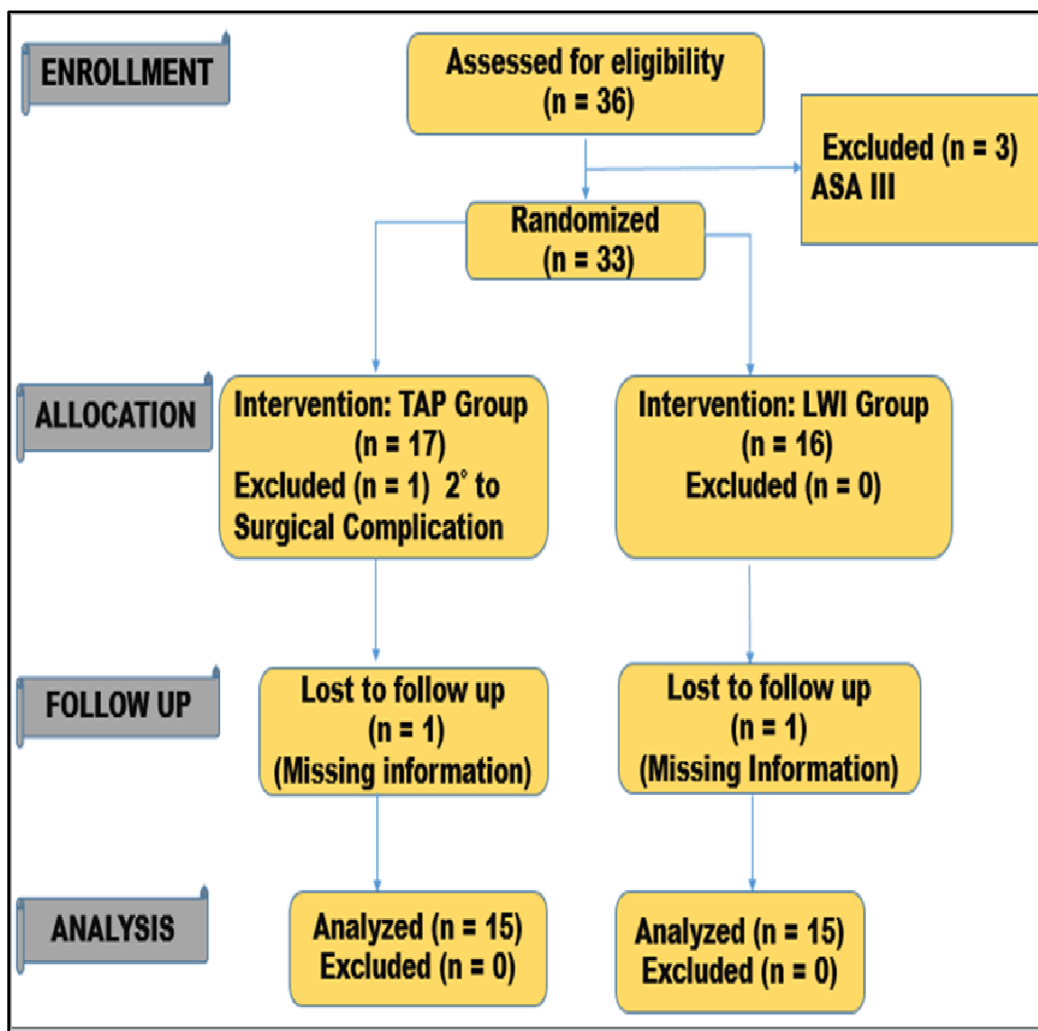 ENROLLMENT
Assessed for eligibility
(n = 36)
Excluded (n = 3)
ASA III
Randomized
(n = 33)
ALLOCATION
Intervention: TAP Group
(n = 17)
Excluded (n = 1) 2° to
Surgical Complication
Intervention: LWI Group
(n = 16)
Excluded (n = 0)
FOLLOW UP
Lost to follow up
(n = 1)
(Missing information)
Lost to follow up
(n = 1)
(Missing Information)
ANALYSIS
Analyzed (n = 15)
Excluded (n = 0)
Analyzed (n = 15)
Excluded (n = 0)